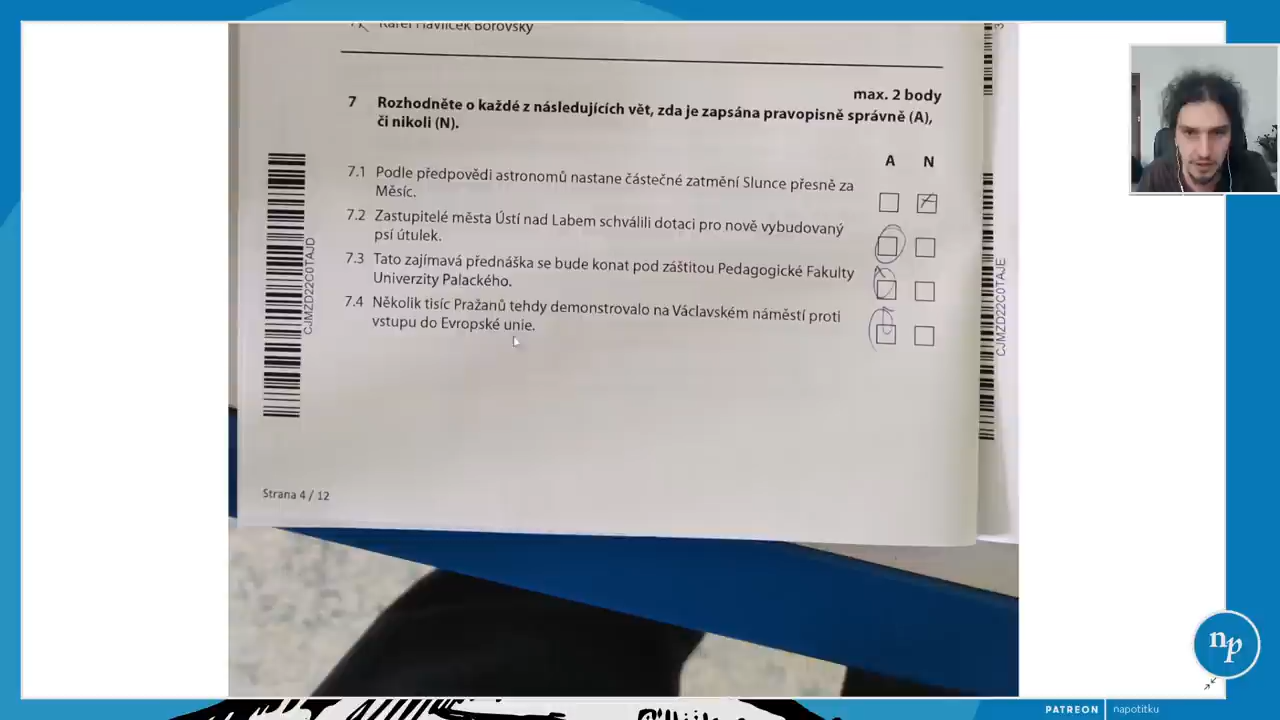 Karel Havlíček Borovský
max. 2 body
7 Rozhodněte o každé z následujících vět, zda je zapsána pravopisně správně (A),
či nikoli (N).
A N
7.1 Podle předpovědi astronomů nastane částečné zatmění Slunce přesně za
Měsíc.
7.2 Zastupitelé města Ústí nad Labem schválili dotaci pro nově vybudovaný
psí útulek.
7.3 Tato zajímavá přednáška se bude konat pod záštitou Pedagogické Fakulty
Univerzity Palackého.
7.4 Několik tisíc Pražanů tehdy demonstrovalo na Václavském náměstí proti
vstupu do Evropské unie.
CJMZD22C0TAJD
CJMZD22C0TAJE
Strana 4 / 12
np
PATREON napotitku